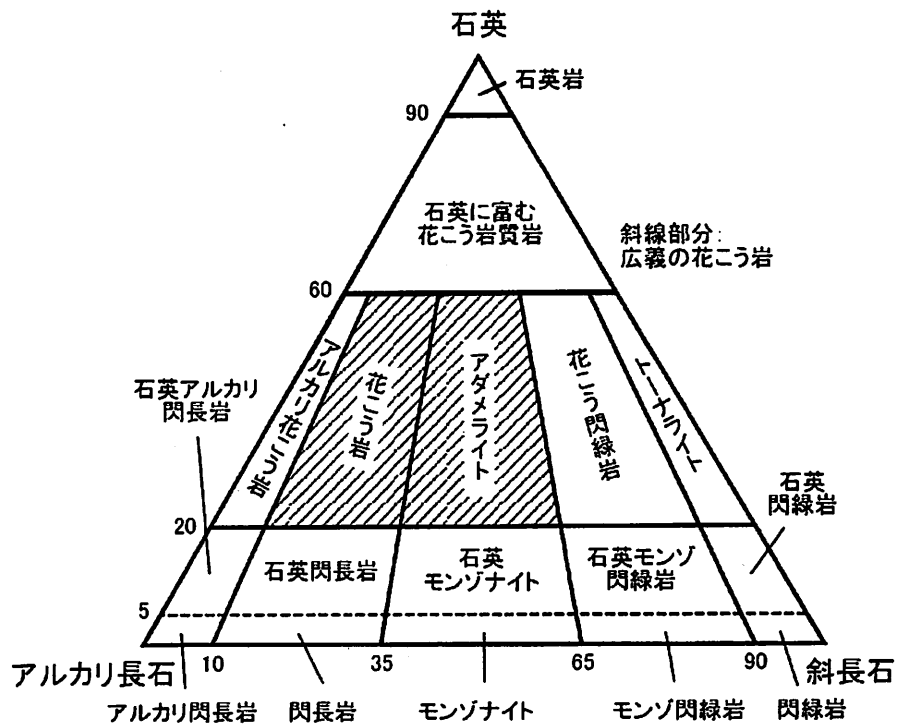 石英
石英岩
90
石英に富む
花こう岩質岩
斜線部分：
広義の花こう岩
60
アルカリ花こう岩
花こう岩
アダメライト
花こう閃緑岩
トーナライト
石英アルカリ
閃長岩
石英
閃緑岩
20
石英閃長岩
石英
モンゾナイト
石英モンゾ
閃緑岩
5
アルカリ長石
10
35
65
90
斜長石
アルカリ閃長岩
閃長岩
モンゾナイト
モンゾ閃緑岩
閃緑岩